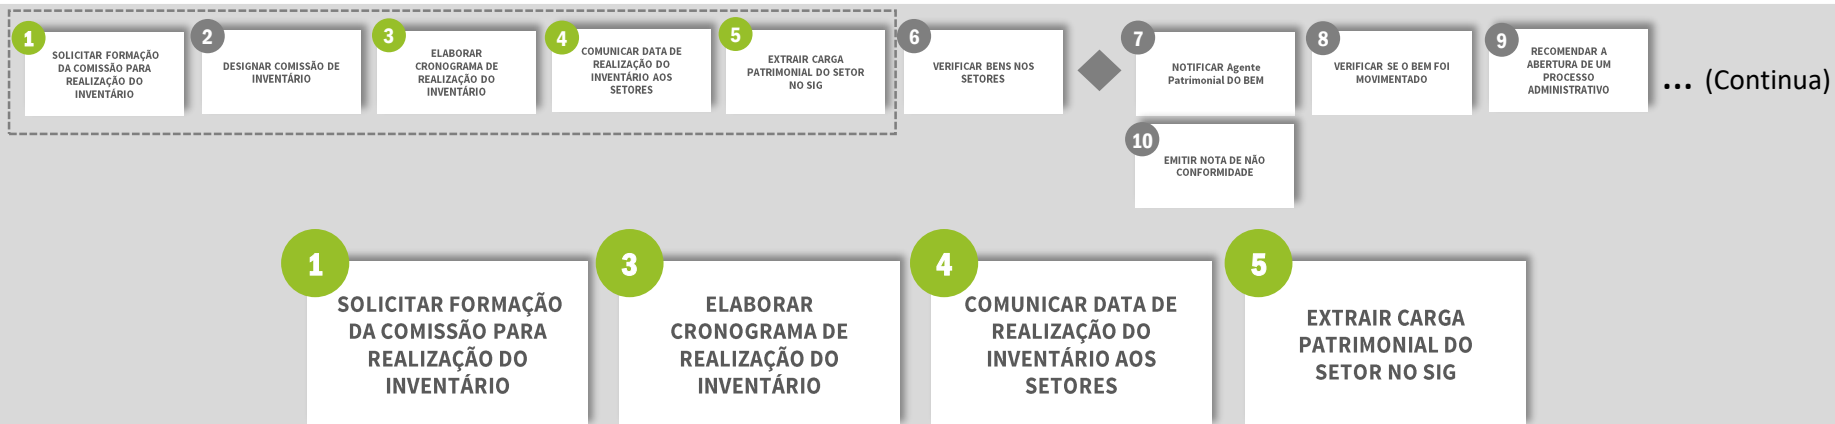 1
SOLICITAR FORMAÇÃO
DA COMISSÃO PARA
REALIZAÇÃO DO
INVENTÁRIO
2
DESIGNAR COMISSÃO DE
INVENTÁRIO
3
ELABORAR
CRONOGRAMA DE
REALIZAÇÃO DO
INVENTÁRIO
4
COMUNICAR DATA DE
REALIZAÇÃO DO
INVENTÁRIO AOS
SETORES
5
EXTRAIR CARGA
PATRIMONIAL DO SETOR
NO SIG
6
VERIFICAR BENS NOS
SETORES
7
NOTIFICAR Agente
Patrimonial DO BEM
8
VERIFICAR SE O BEM FOI
MOVIMENTADO
9
RECOMENDAR A
ABERTURA DE UM
PROCESSO
ADMINISTRATIVO
... (Continua)
10
EMITIR NOTA DE NÃO
CONFORMIDADE
1
SOLICITAR FORMAÇÃO
DA COMISSÃO PARA
REALIZAÇÃO DO
INVENTÁRIO
3
ELABORAR
CRONOGRAMA DE
REALIZAÇÃO DO
INVENTÁRIO
4
COMUNICAR DATA DE
REALIZAÇÃO DO
INVENTÁRIO AOS
SETORES
5
EXTRAIR CARGA
PATRIMONIAL DO
SETOR NO SIG